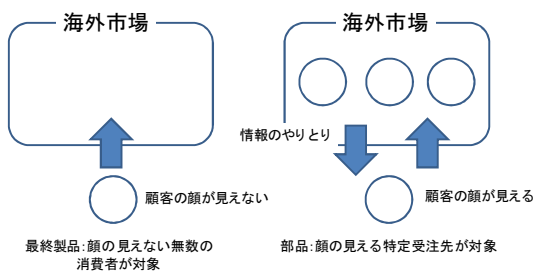 海外市場
海外市場
情報のやりとり
顧客の顔が見えない
顧客の顔が見える
最終製品:顔の見えない無数の
消費者が対象
部品:顔の見える特定受注先が対象